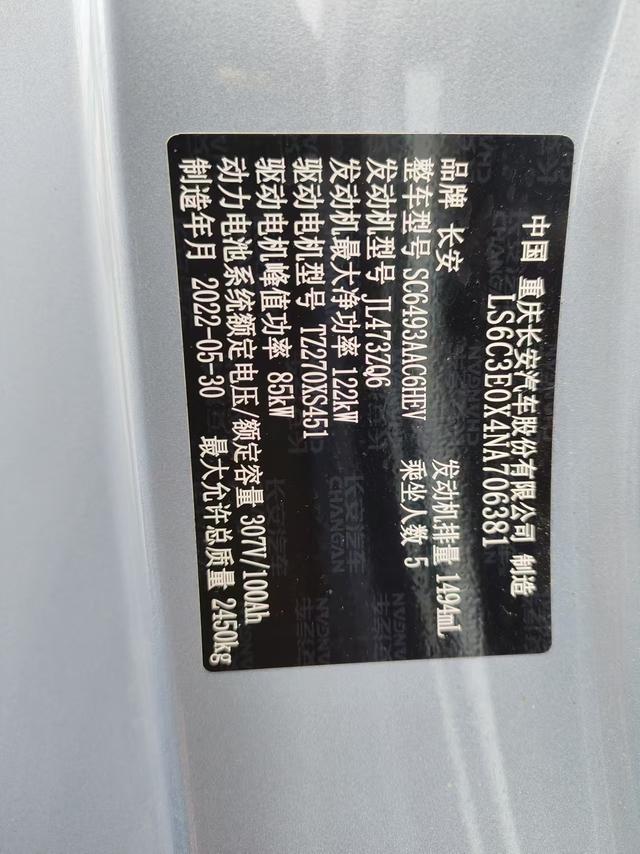 中国 重庆长安汽车股份有限公司 制造
LS6C3E0X4NA706381
品牌 长安
整车型号 SC6493AAC6HEV 乘坐人数 5
发动机型号 JL473ZQ6 发动机排量 1494mL
发动机最大净功率 122kW
驱动电机型号 TZ270XS451
驱动电机峰值功率 85kW
动力电池系统额定电压/额定容量 307V/100Ah
制造年月 2022-05-30 最大允许总质量 2450kg
长安汽车
CHANGAN